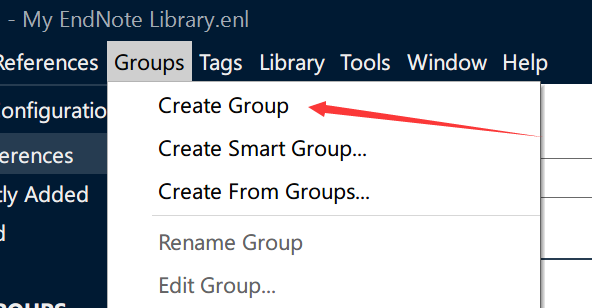 - My EndNote Library.enl
References Groups Tags Library Tools Window Help
Create Group
onfiguratio
Create Smart Group...
erences
Create From Groups...
tly Added
Rename Group
d
Edit Group...
ROUPS